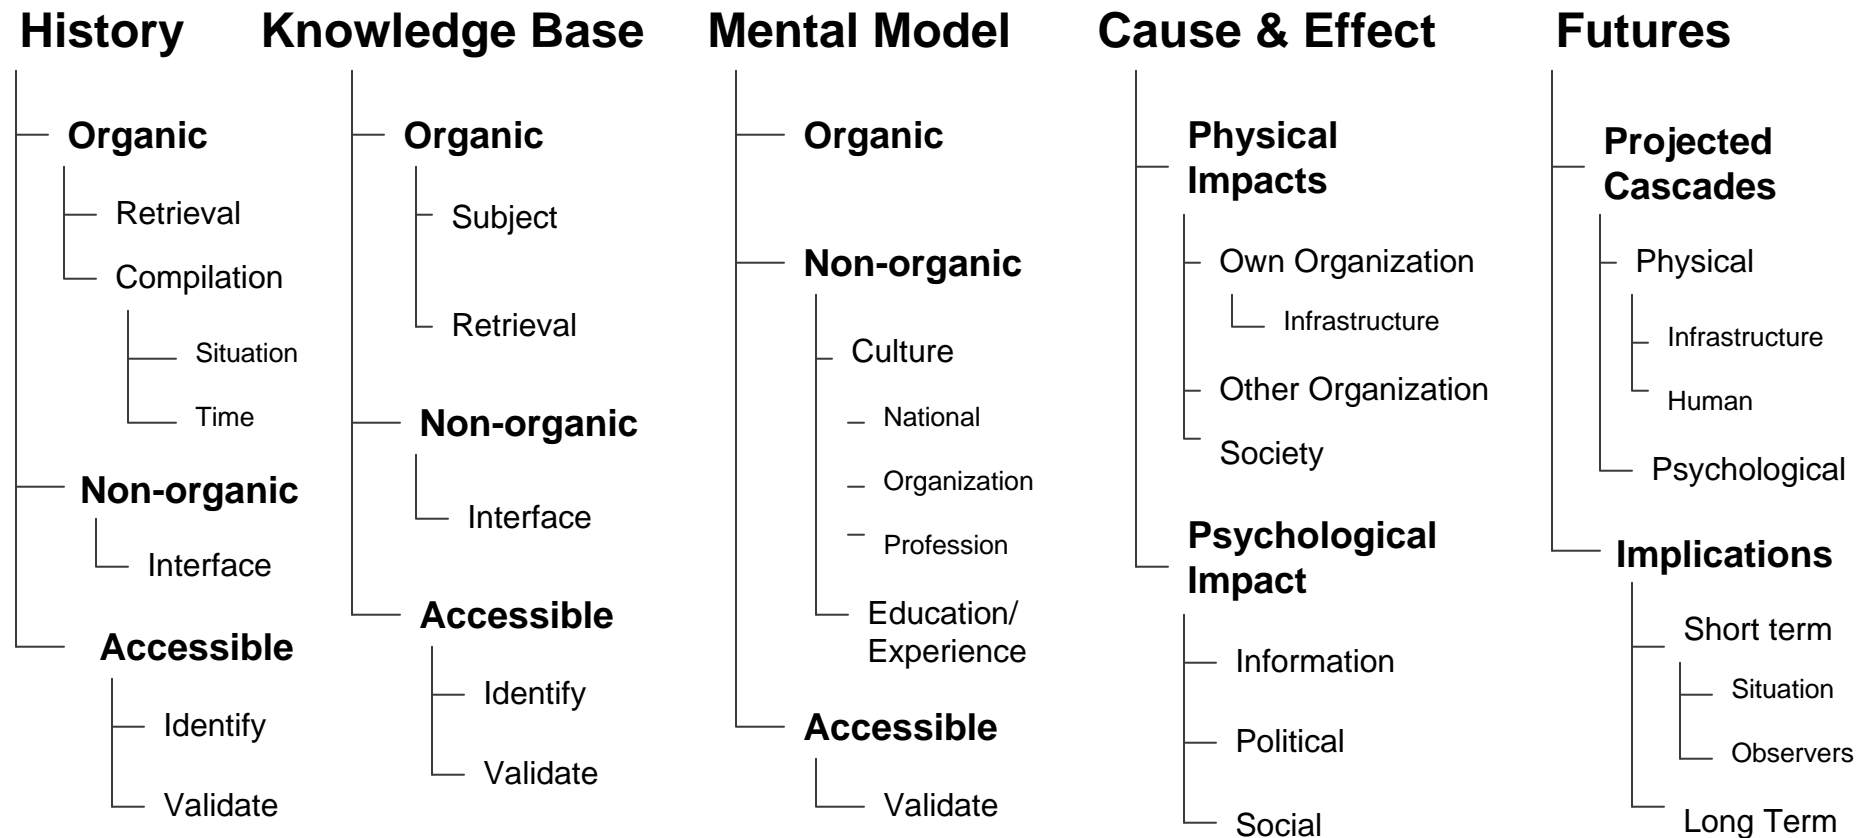 History
Organic
Retrieval
Compilation
Situation
Time
Non-organic
Interface
Accessible
Identify
Validate
Knowledge Base
Organic
Subject
Retrieval
Non-organic
Interface
Accessible
Identify
Validate
Mental Model
Organic
Non-organic
Culture
National
Organization
Profession
Education/
Experience
Accessible
Validate
Cause & Effect
Physical
Impacts
Own Organization
Infrastructure
Other Organization
Society
Psychological
Impact
Information
Political
Social
Futures
Projected
Cascades
Physical
Infrastructure
Human
Psychological
Implications
Short term
Situation
Observers
Long Term